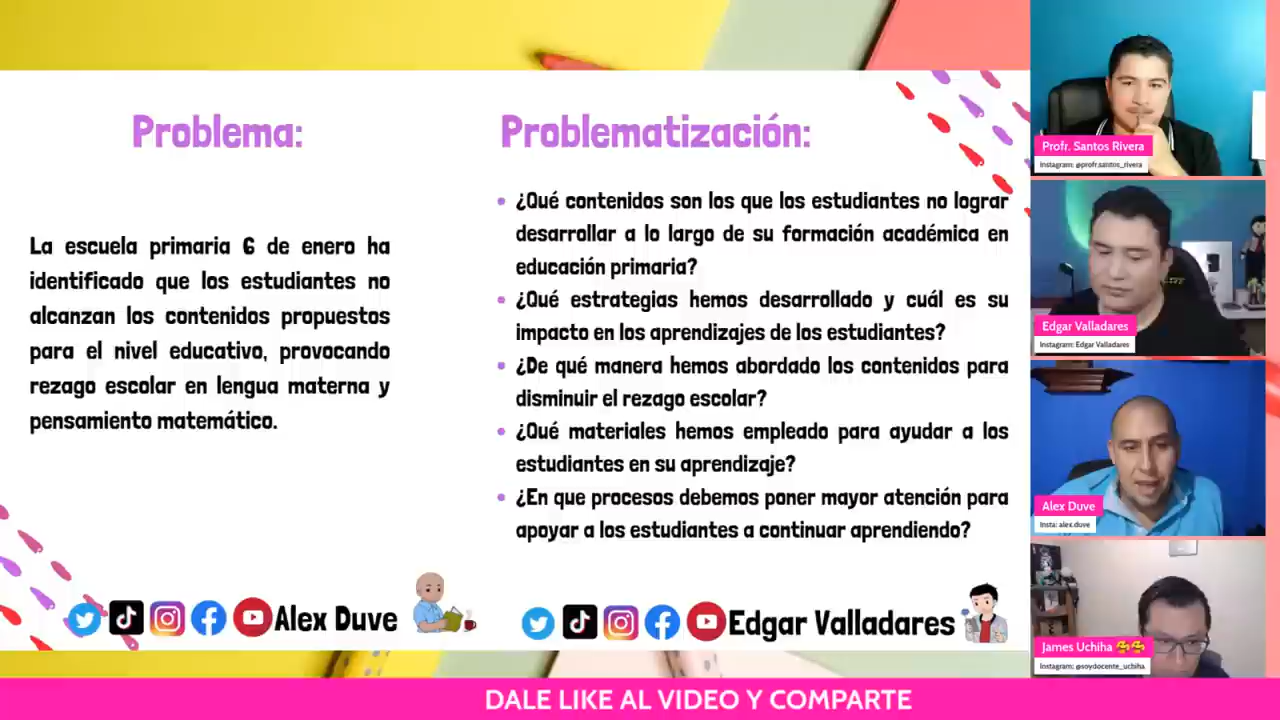 Problema:
La escuela primaria 6 de enero ha
identificado que los estudiantes no
alcanzan los contenidos propuestos
para el nivel educativo, provocando
rezago escolar en lengua materna y
pensamiento matemático.
Problematización:
¿Qué contenidos son los que los estudiantes no lograr
desarrollar a lo largo de su formación académica en
educación primaria?
¿Qué estrategias hemos desarrollado y cuál es su
impacto en los aprendizajes de los estudiantes?
¿De qué manera hemos abordado los contenidos para
disminuir el rezago escolar?
¿Qué materiales hemos empleado para ayudar a los
estudiantes en su aprendizaje?
¿En que procesos debemos poner mayor atención para
apoyar a los estudiantes a continuar aprendiendo?
Alex Duve
Edgar Valladares
Profr. Santos Rivera
Instagram: @profr.santos_rivera
Edgar Valladares
Instagram: Edgar Valladares
Alex Duve
Insta: alex.duve
James Uchiha 🥰🥰
Instagram: @soydocente_uchiha
DALE LIKE AL VIDEO Y COMPARTE